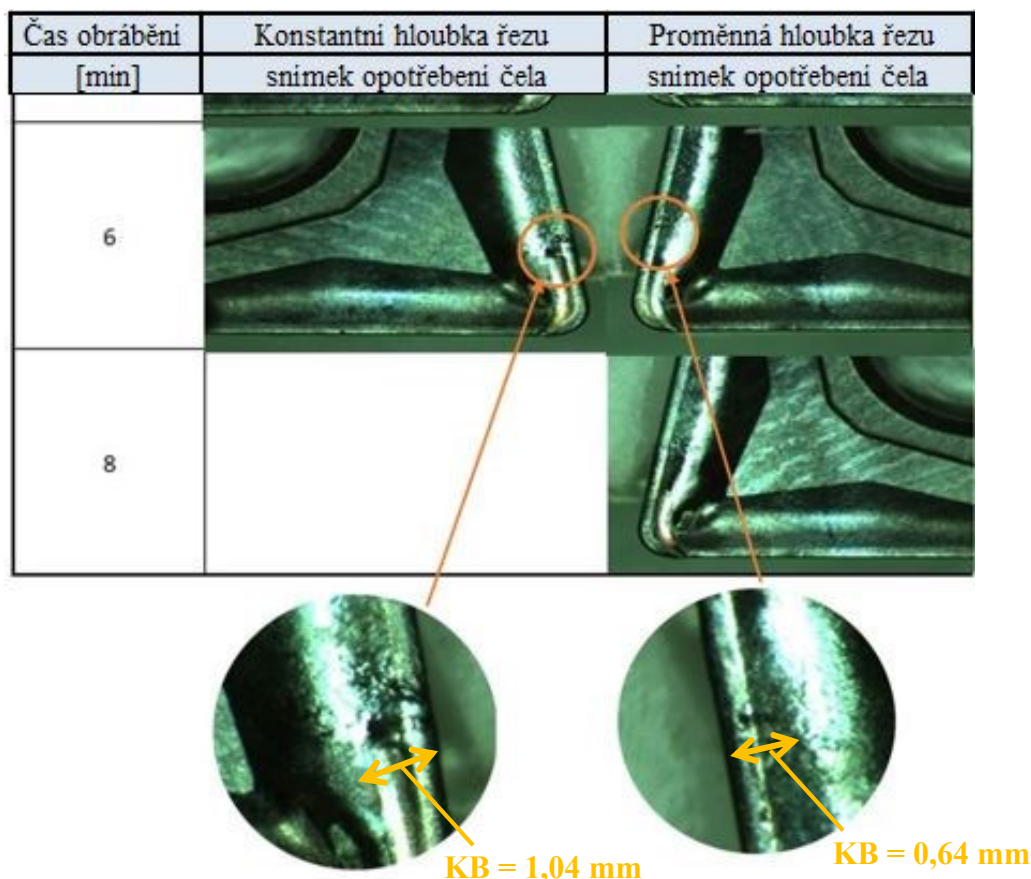 Čas obrábění
Konstantní hloubka řezu
Proměnná hloubka řezu
[min]
snímek opotřebení čela
snímek opotřebení čela
6
8
KB = 1,04 mm
KB = 0,64 mm